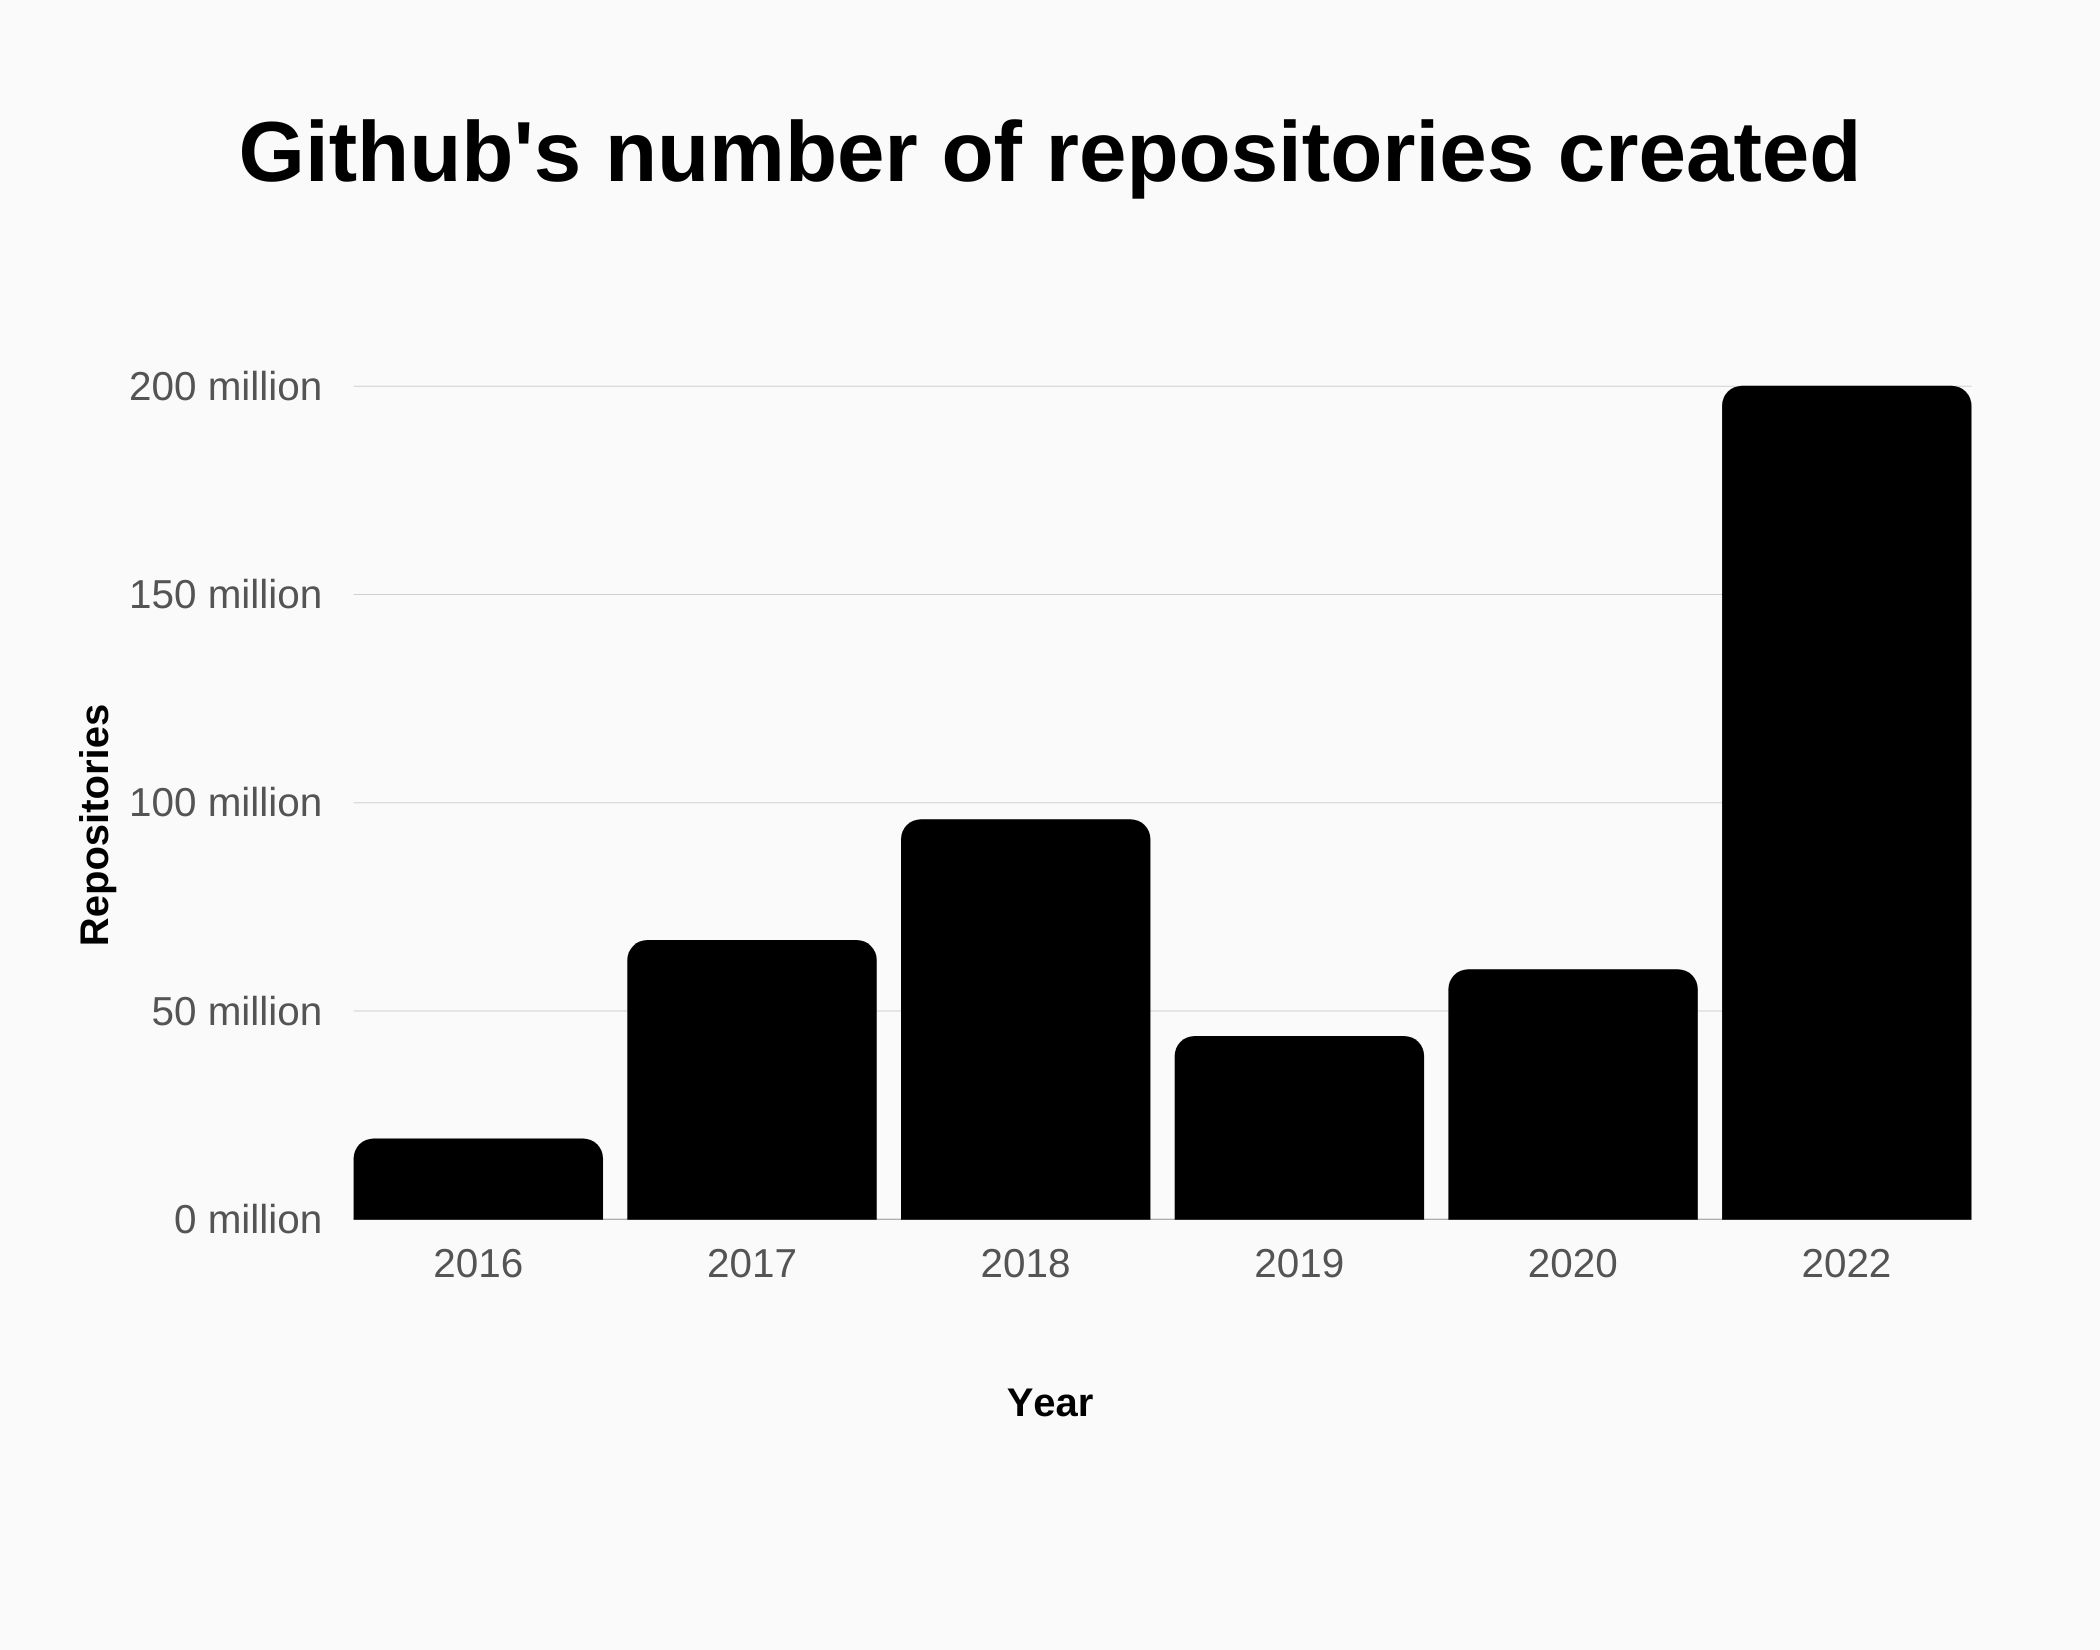 Github's number of repositories created
200 million
150 million
100 million
50 million
0 million
Repositories
2016
2017
2018
2019
2020
2022
Year